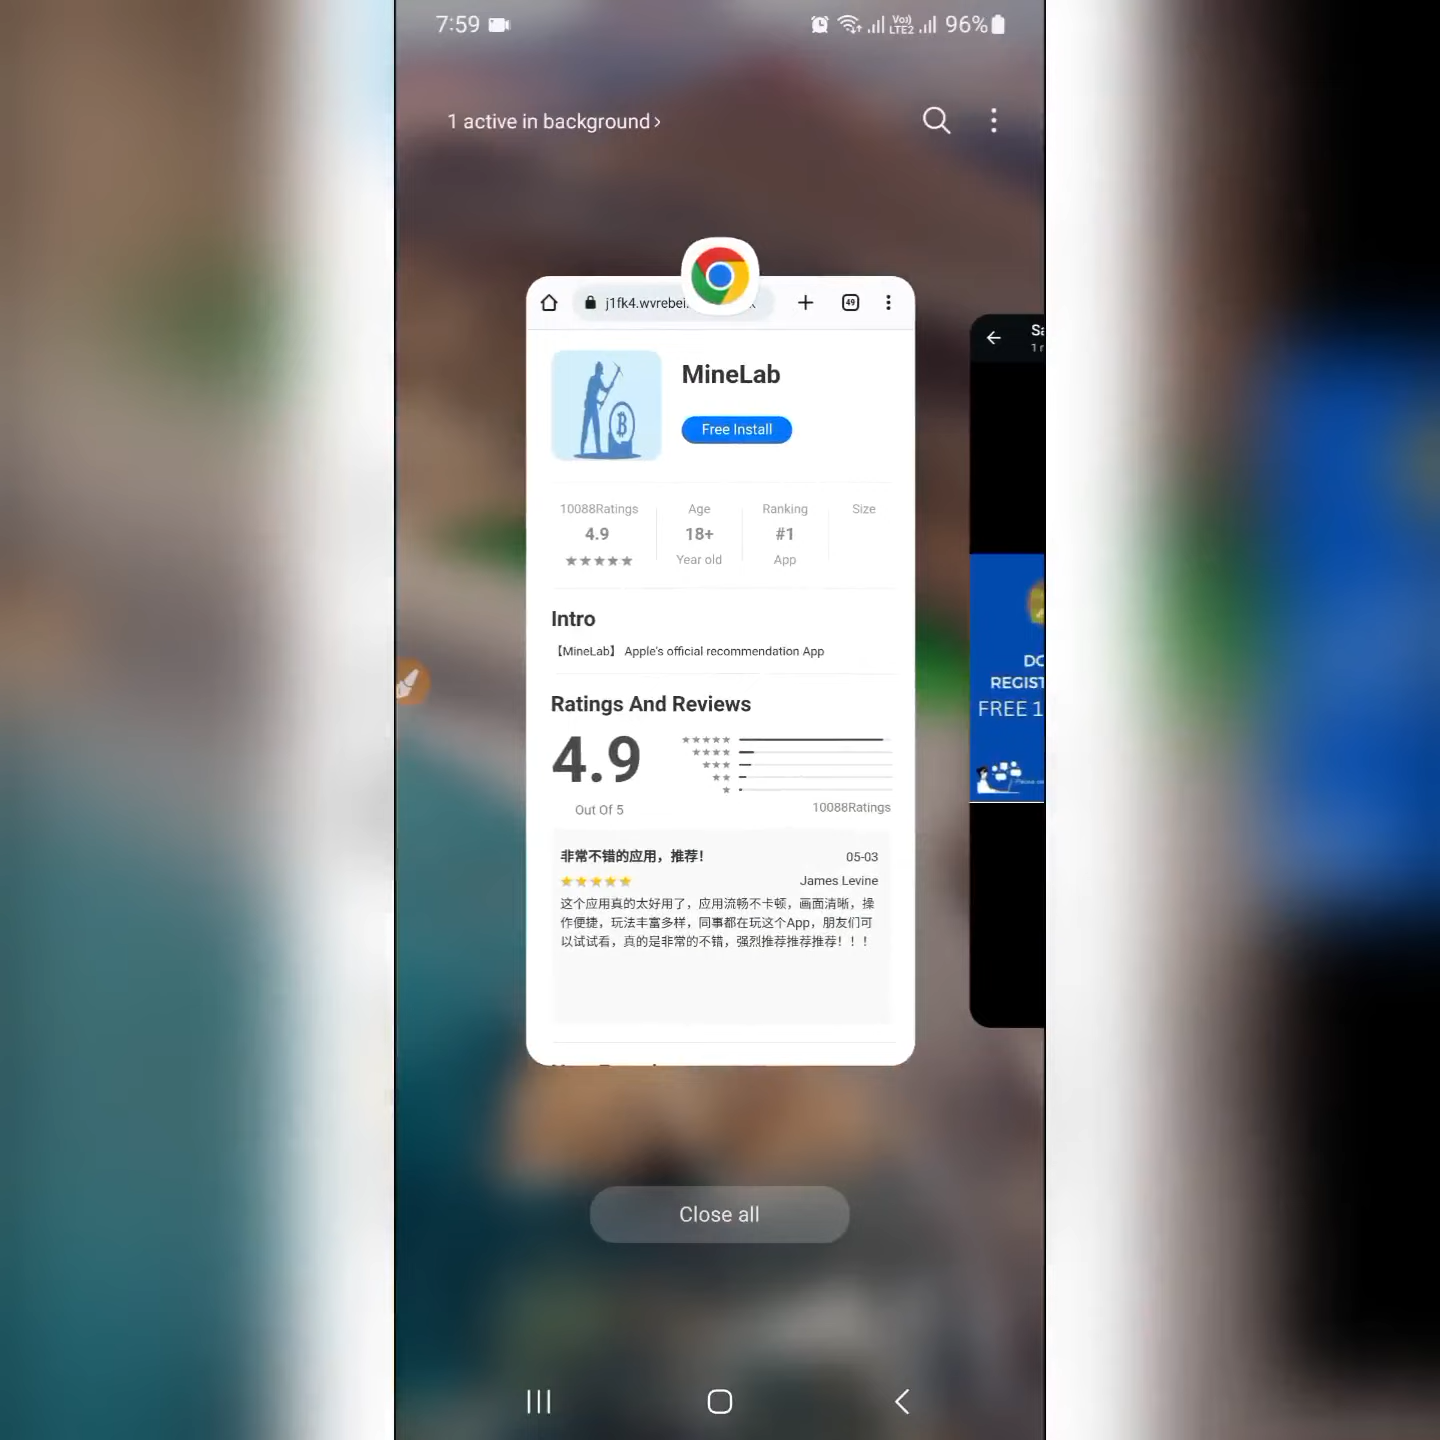 7:59
Vo))
LTE2
96%
1 active in background ›
j1fk4.wvrebei
49
MineLab
Free Install
10088Ratings
4.9
★★★★★
Age
18+
Year old
Ranking
#1
App
Size
Intro
【MineLab】 Apple's official recommendation App
Ratings And Reviews
4.9
Out Of 5
10088Ratings
非常不错的应用，推荐！
05-03
★★★★★
James Levine
这个应用真的太好用了，应用流畅不卡顿，画面清晰，操
作便捷，玩法丰富多样，同事都在玩这个App，朋友们可
以试试看，真的是非常的不错，强烈推荐推荐推荐！！！
Sa
1 r
DO
REGIST
FREE 1
Close all